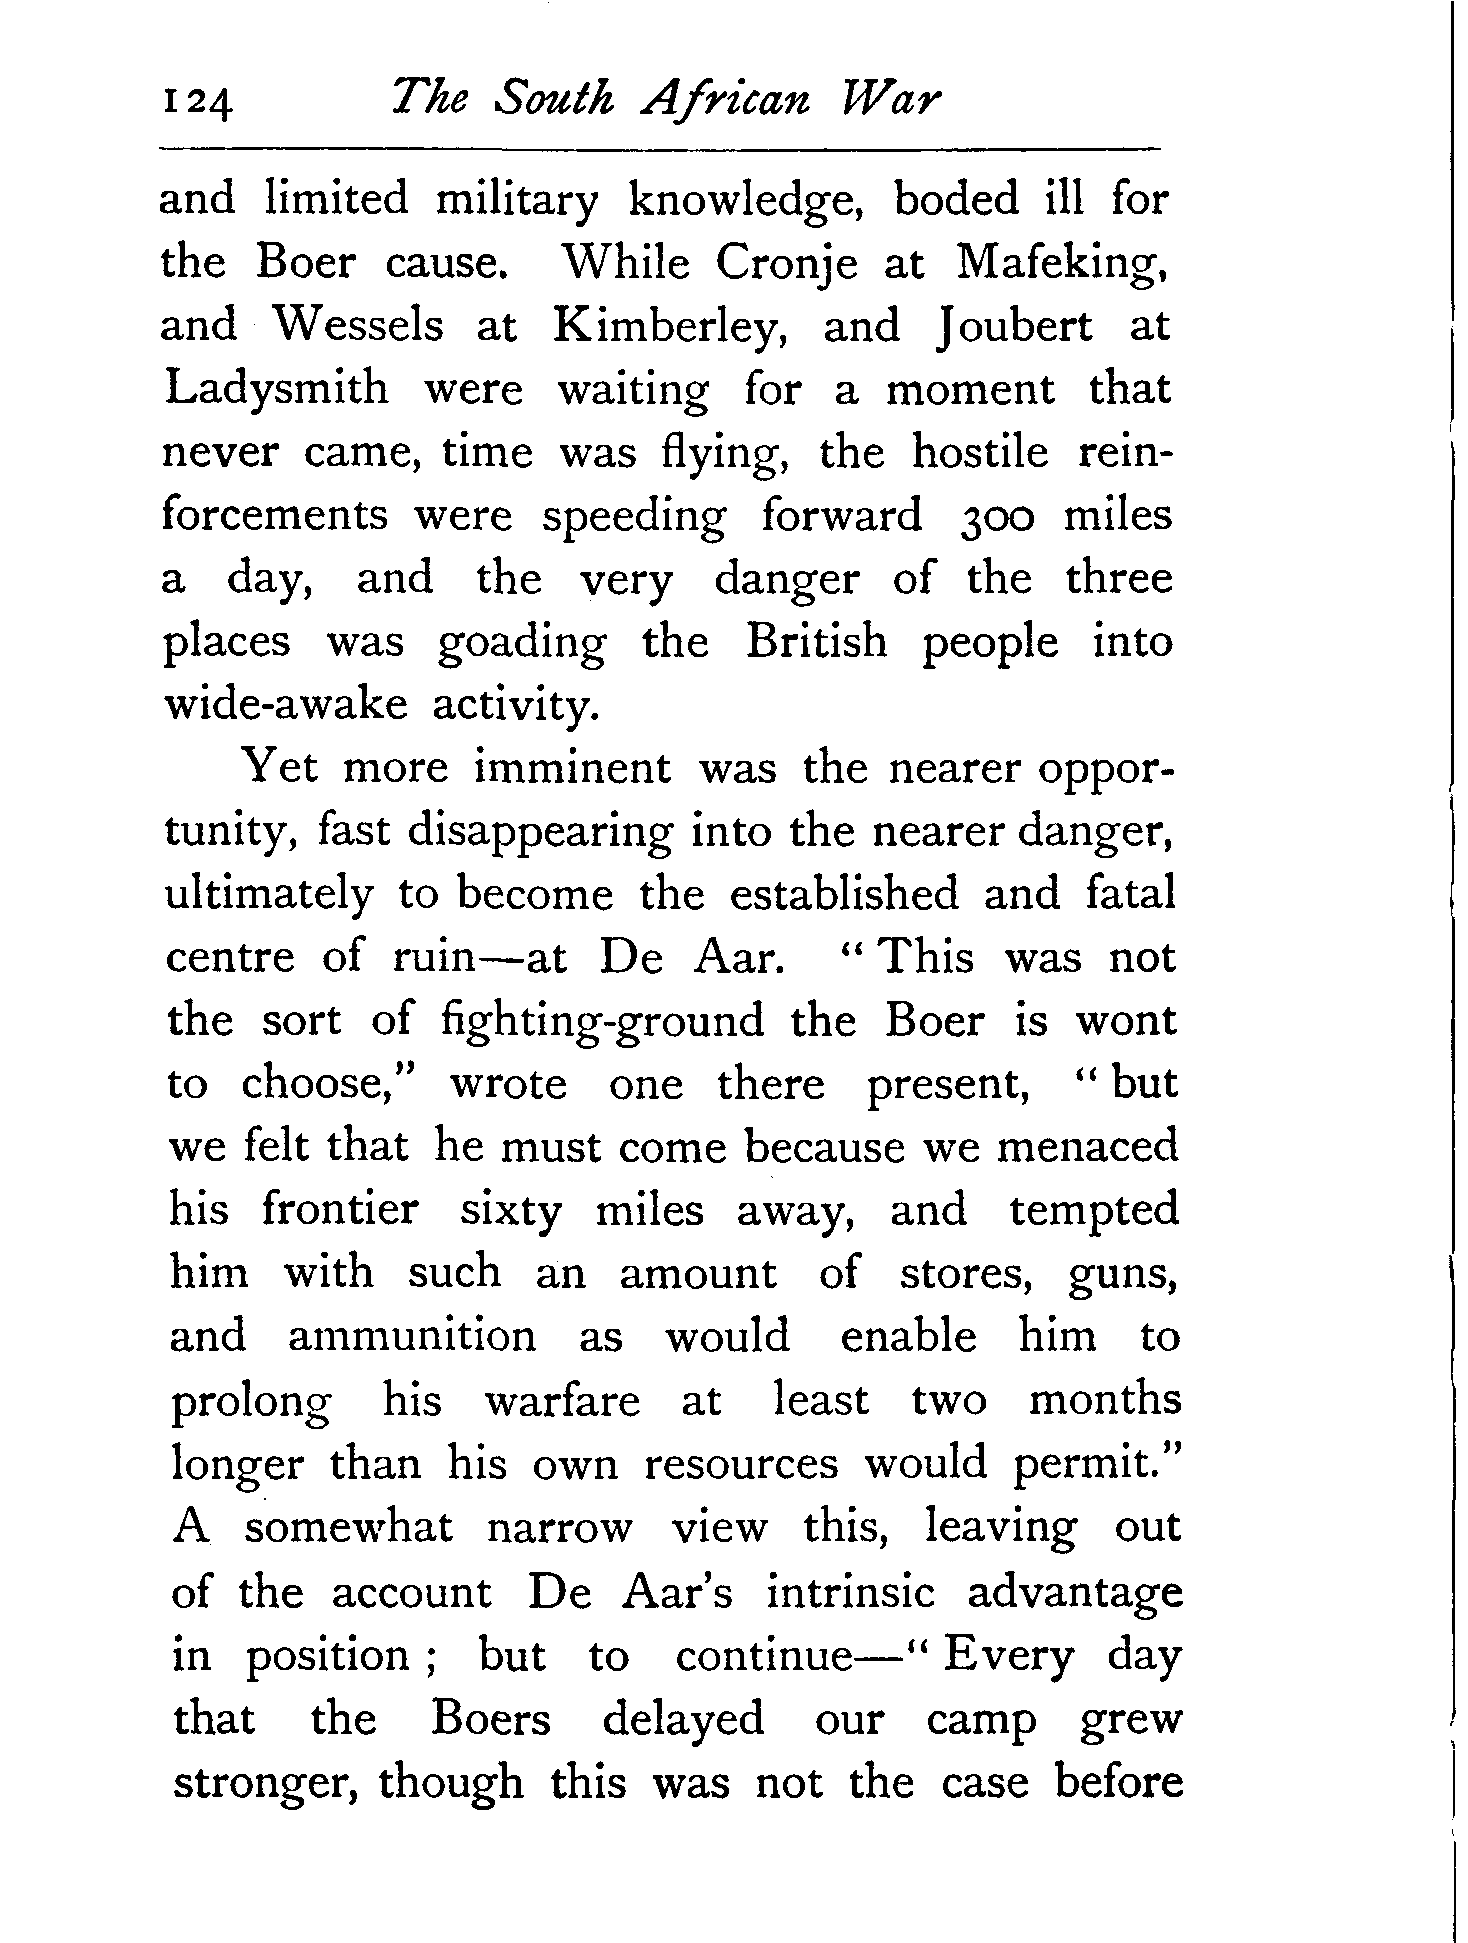 124 The South African War
and limited military knowledge, boded ill for
the Boer cause. While Cronje at Mafeking,
and Wessels at Kimberley, and Joubert at
Ladysmith were waiting for a moment that
never came, time was flying, the hostile rein-
forcements were speeding forward 300 miles
a day, and the very danger of the three
places was goading the British people into
wide-awake activity.
Yet more imminent was the nearer oppor-
tunity, fast disappearing into the nearer danger,
ultimately to become the established and fatal
centre of ruin—at De Aar. “This was not
the sort of fighting-ground the Boer is wont
to choose,” wrote one there present, “but
we felt that he must come because we menaced
his frontier sixty miles away, and tempted
him with such an amount of stores, guns,
and ammunition as would enable him to
prolong his warfare at least two months
longer than his own resources would permit.”
A somewhat narrow view this, leaving out
of the account De Aar's intrinsic advantage
in position ; but to continue—“Every day
that the Boers delayed our camp grew
stronger, though this was not the case before